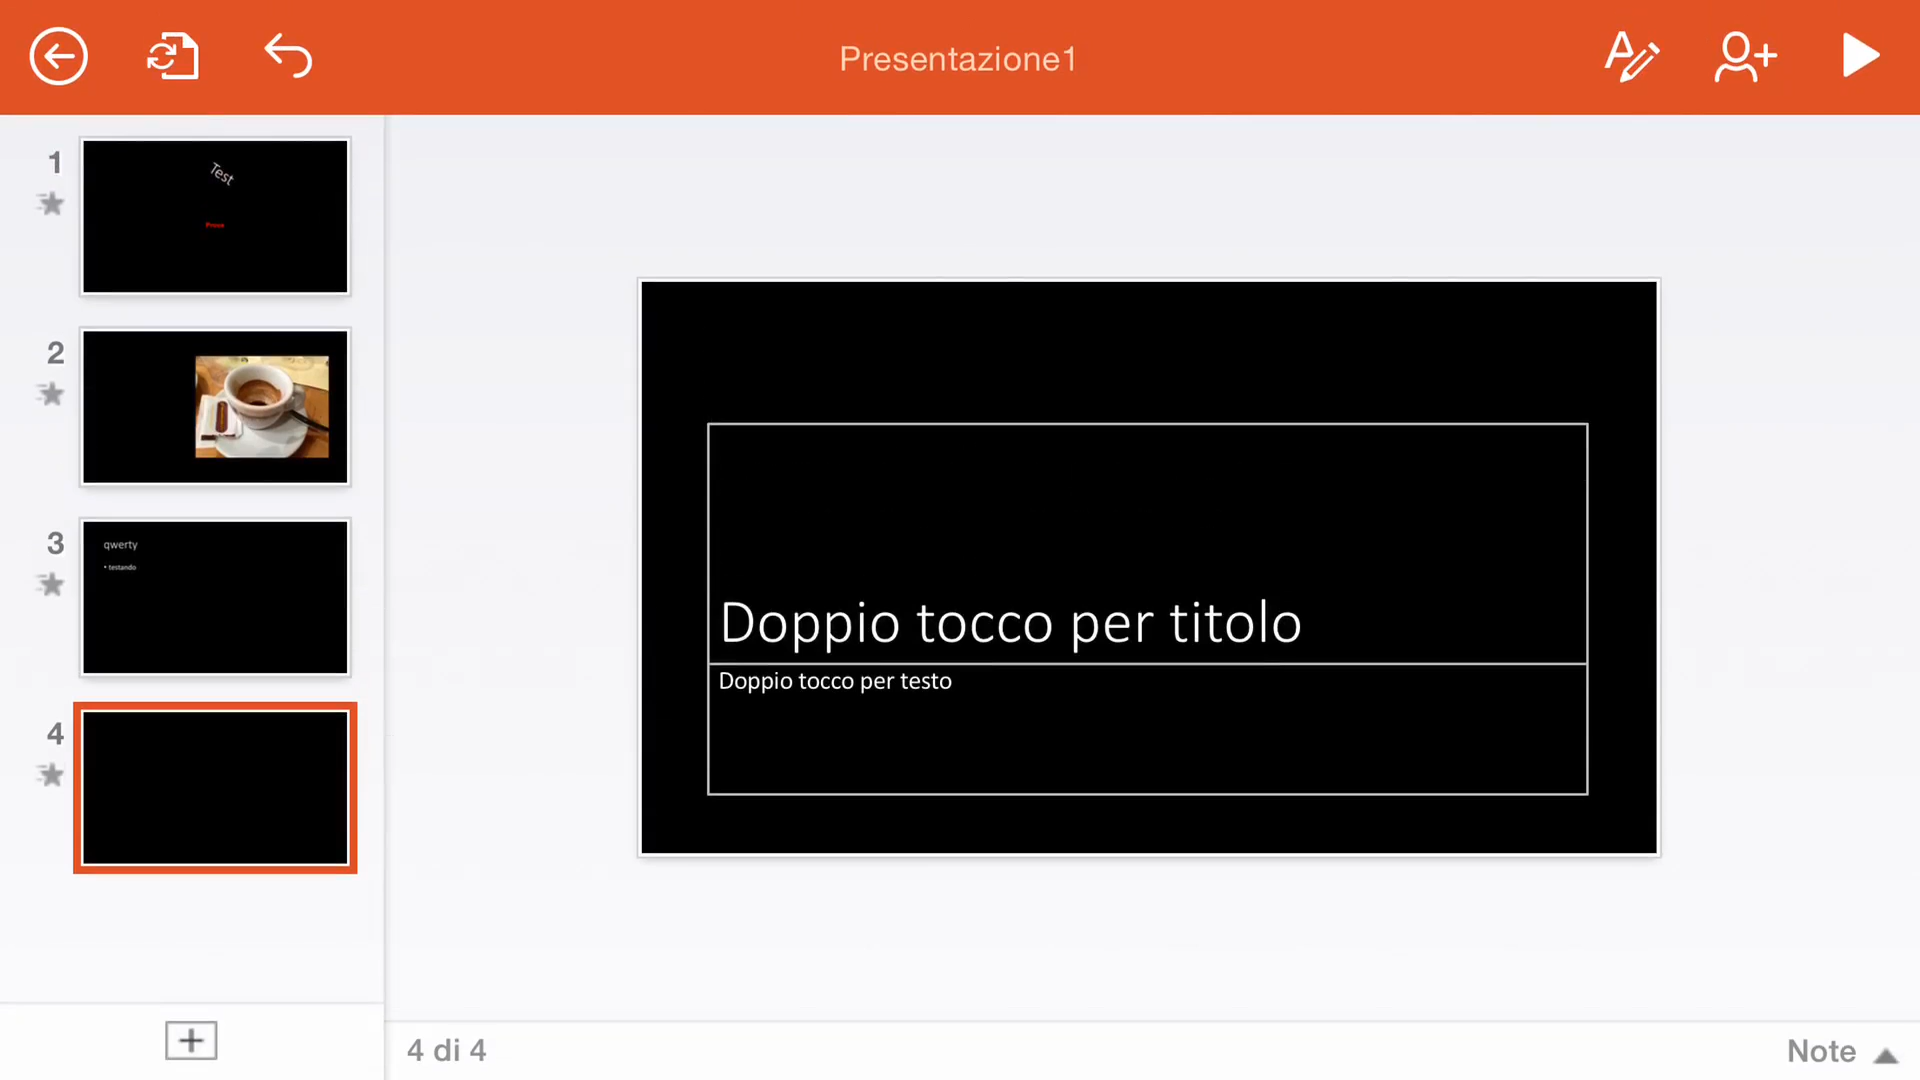 Presentazione1
1
Test
Prova
2
3
qwerty
• testando
4
Doppio tocco per titolo
Doppio tocco per testo
4 di 4
Note